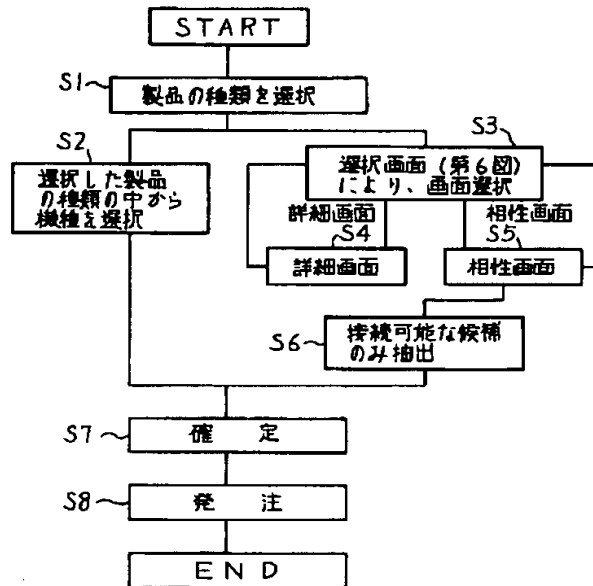 START
S1
製品の種類を選択
S2
選択した製品
の種類の中から
機種を選択
S3
選択画面(第6図)
により、画面選択
詳細画面
相性画面
S4
詳細画面
S5
相性画面
S6
接続可能な候補
のみ抽出
S7
確 定
S8
発 注
END